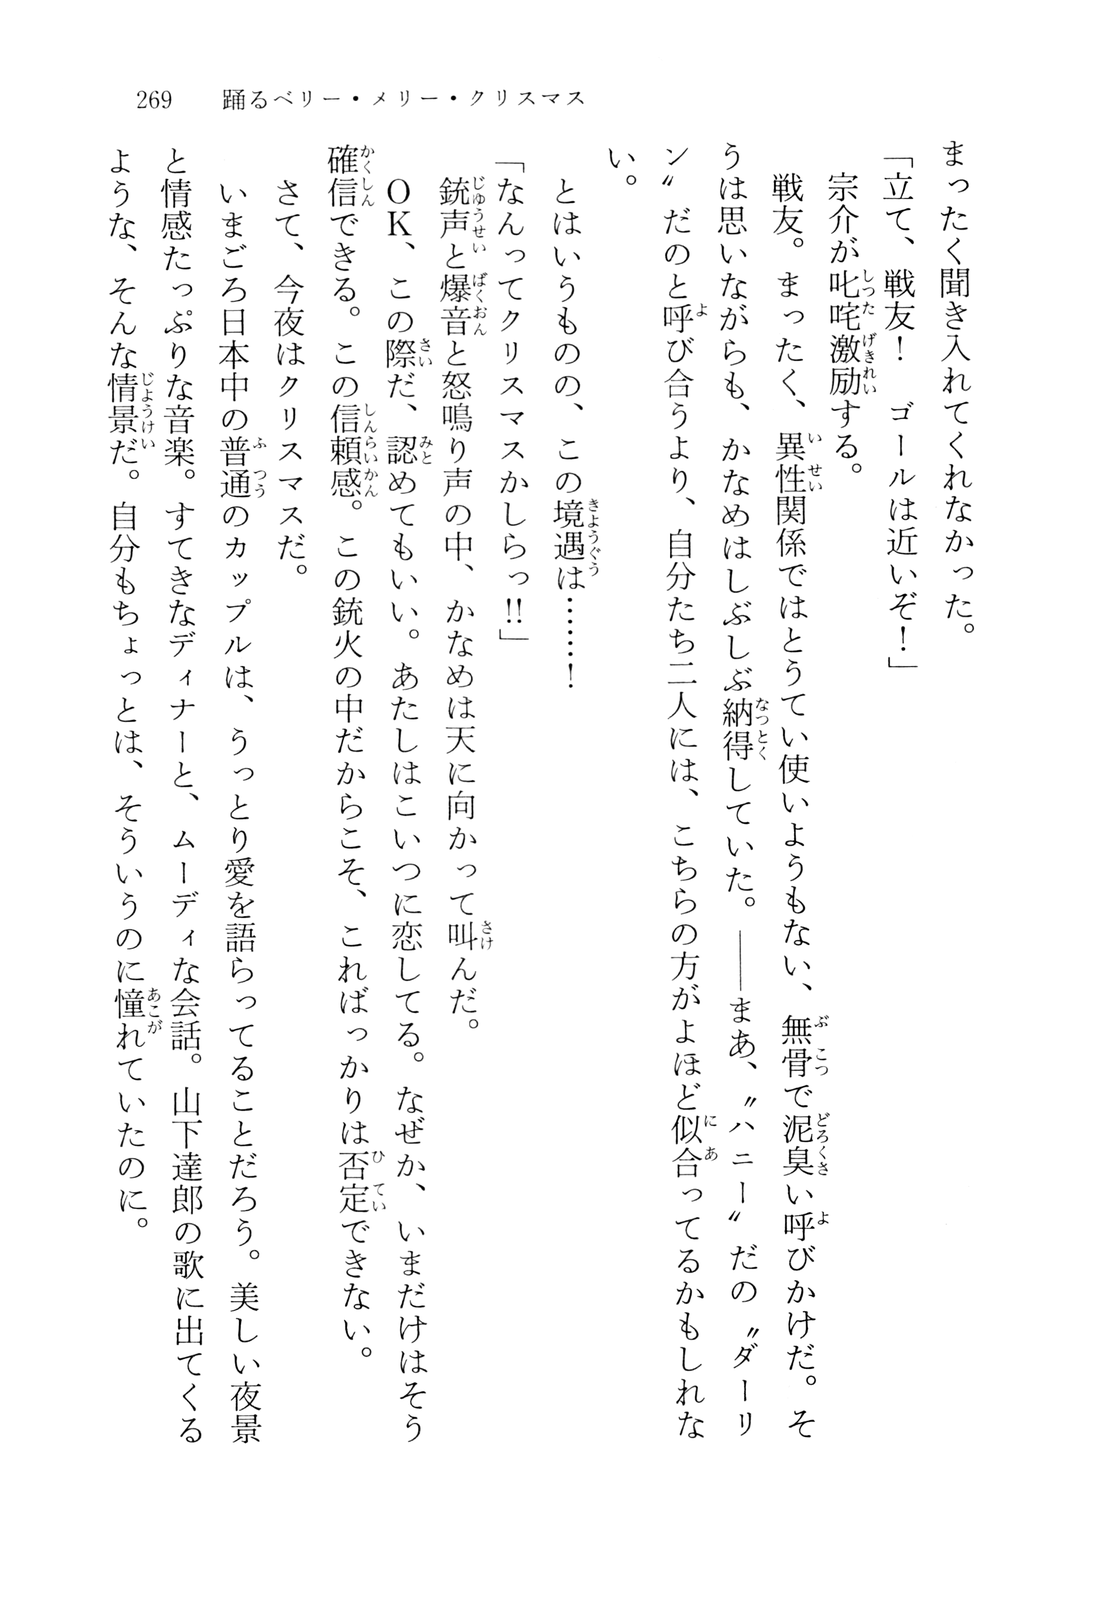 269　踊るベリー・メリー・クリスマス
まったく聞き入れてくれなかった。
「立て、戦友！　ゴールは近いぞ！」
　宗介が叱咤激励する。
　戦友。まったく、異性関係ではとうてい使いようもない、無骨で泥臭い呼びかけだ。そ
うは思いながらも、かなめはしぶしぶ納得していた。――まあ、〝ハニー〟だの〝ダーリ
ン〟だのと呼び合うより、自分たち二人には、こちらの方がよほど似合ってるかもしれな
い。
　とはいうものの、この境遇は……！
「なんってクリスマスかしらっ!!」
　銃声と爆音と怒鳴り声の中、かなめは天に向かって叫んだ。
　OK、この際だ、認めてもいい。あたしはこいつに恋してる。なぜか、いまだけはそう
確信できる。この信頼感。この銃火の中だからこそ、こればっかりは否定できない。
　さて、今夜はクリスマスだ。
　いまごろ日本中の普通のカップルは、うっとり愛を語らってることだろう。美しい夜景
と情感たっぷりな音楽。すてきなディナーと、ムーディな会話。山下達郎の歌に出てくる
ような、そんな情景だ。自分もちょっとは、そういうのに憧れていたのに。